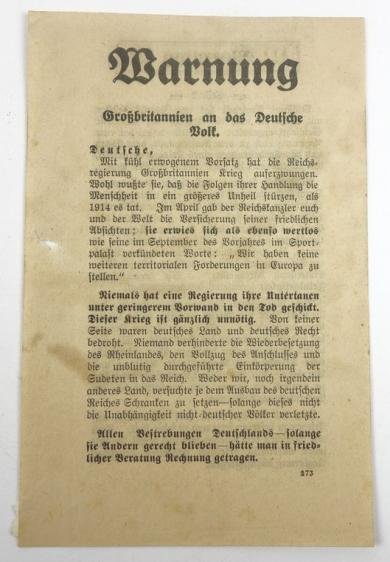 Warnung
Großbritannien an das Deutsche
Volk.
Deutsche,
Mit kühl erwogenem Vorsatz hat die Reichs-
regierung Großbritannien Krieg auferzwungen.
Wohl wußte sie, daß die Folgen ihrer Handlung die
Menschheit in ein größeres Unheil stürzen, als
1914 es tat. Im April gab der Reichskanzler euch
und der Welt die Versicherung seiner friedlichen
Absichten; sie erwies sich als ebenso wertlos
wie seine im September des Vorjahres im Sport-
palast verkündeten Worte: „Wir haben keine
weiteren territorialen Forderungen in Europa zu
stellen.“
Niemals hat eine Regierung ihre Untertanen
unter geringerem Vorwand in den Tod geschickt.
Dieser Krieg ist gänzlich unnötig. Von keiner
Seite waren deutsches Land und deutsches Recht
bedroht. Niemand verhinderte die Wiederbesetzung
des Rheinlandes, den Vollzug des Anschlusses und
die unblutig durchgeführte Einkörperung der
Sudeten in das Reich. Weder wir, noch irgendein
anderes Land, versuchte je dem Ausbau des deutschen
Reiches Schranken zu setzen—solange dieses nicht
die Unabhängigkeit nicht-deutscher Völker verletzte.
Allen Bestrebungen Deutschlands—solange
sie Andern gerecht blieben—hätte man in fried-
licher Beratung Rechnung getragen.
273